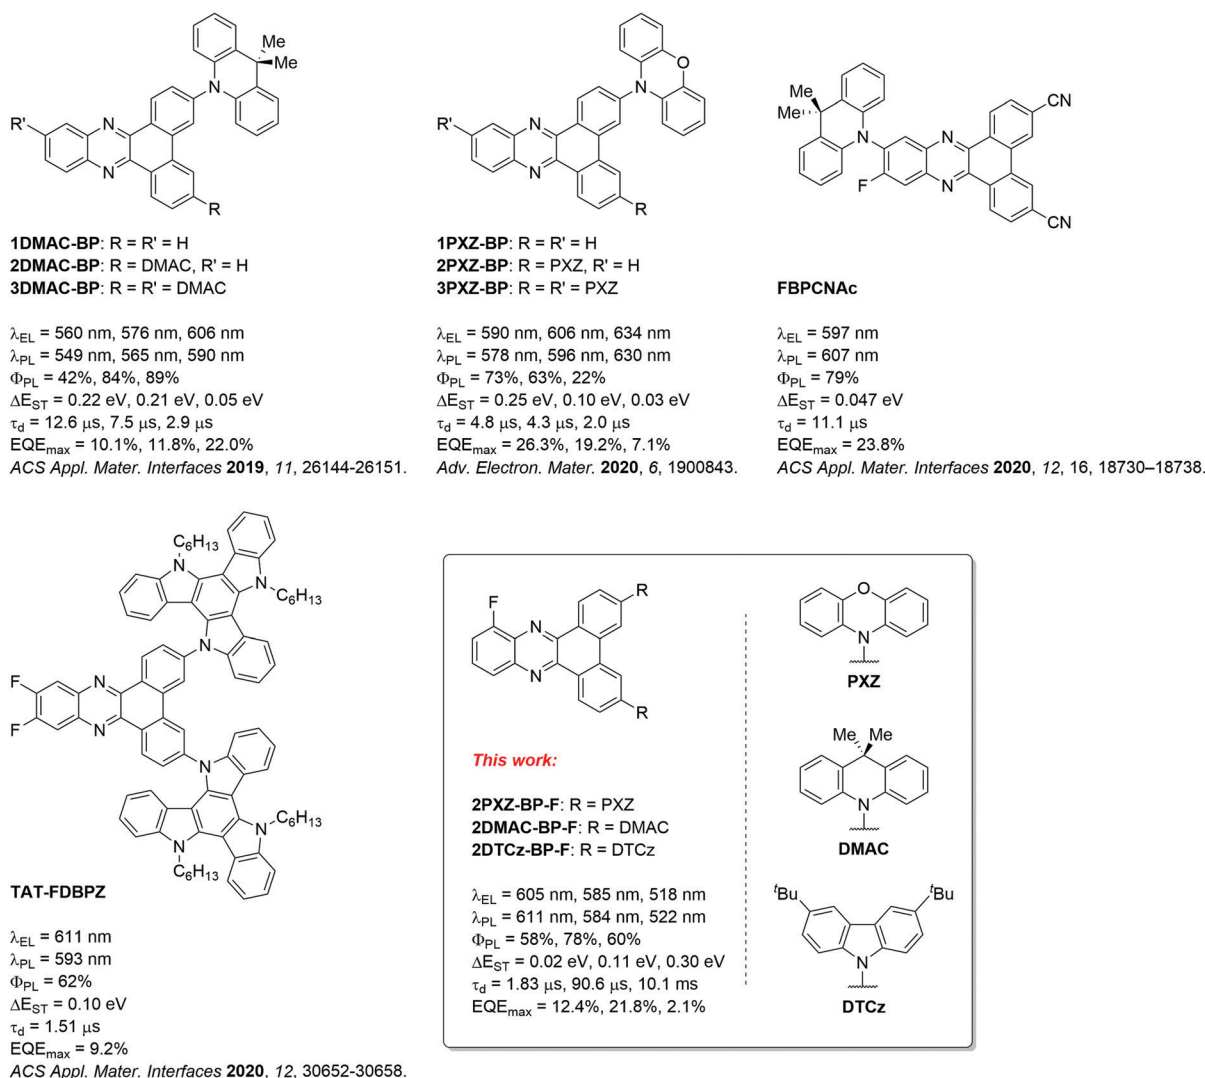 Me
Me
N
N
N
R'
R
1DMAC-BP: R = R' = H
2DMAC-BP: R = DMAC, R' = H
3DMAC-BP: R = R' = DMAC
λEL = 560 nm, 576 nm, 606 nm
λPL = 549 nm, 565 nm, 590 nm
ΦPL = 42%, 84%, 89%
ΔEST = 0.22 eV, 0.21 eV, 0.05 eV
τd = 12.6 μs, 7.5 μs, 2.9 μs
EQEmax = 10.1%, 11.8%, 22.0%
ACS Appl. Mater. Interfaces 2019, 11, 26144-26151.
O
N
N
N
R'
R
1PXZ-BP: R = R' = H
2PXZ-BP: R = PXZ, R' = H
3PXZ-BP: R = R' = PXZ
λEL = 590 nm, 606 nm, 634 nm
λPL = 578 nm, 596 nm, 630 nm
ΦPL = 73%, 63%, 22%
ΔEST = 0.25 eV, 0.10 eV, 0.03 eV
τd = 4.8 μs, 4.3 μs, 2.0 μs
EQEmax = 26.3%, 19.2%, 7.1%
Adv. Electron. Mater. 2020, 6, 1900843.
Me
Me
N
F
N
N
CN
CN
FBPCNAc
λEL = 597 nm
λPL = 607 nm
ΦPL = 79%
ΔEST = 0.047 eV
τd = 11.1 μs
EQEmax = 23.8%
ACS Appl. Mater. Interfaces 2020, 12, 16, 18730–18738.
C6H13
N
N
C6H13
N
F
F
N
N
N
N
C6H13
N
C6H13
TAT-FDBPZ
λEL = 611 nm
λPL = 593 nm
ΦPL = 62%
ΔEST = 0.10 eV
τd = 1.51 μs
EQEmax = 9.2%
ACS Appl. Mater. Interfaces 2020, 12, 30652-30658.
F
N
N
R
R
This work:
2PXZ-BP-F: R = PXZ
2DMAC-BP-F: R = DMAC
2DTCz-BP-F: R = DTCz
λEL = 605 nm, 585 nm, 518 nm
λPL = 611 nm, 584 nm, 522 nm
ΦPL = 58%, 78%, 60%
ΔEST = 0.02 eV, 0.11 eV, 0.30 eV
τd = 1.83 μs, 90.6 μs, 10.1 ms
EQEmax = 12.4%, 21.8%, 2.1%
O
N
PXZ
Me Me
N
DMAC
tBu tBu
N
DTCz